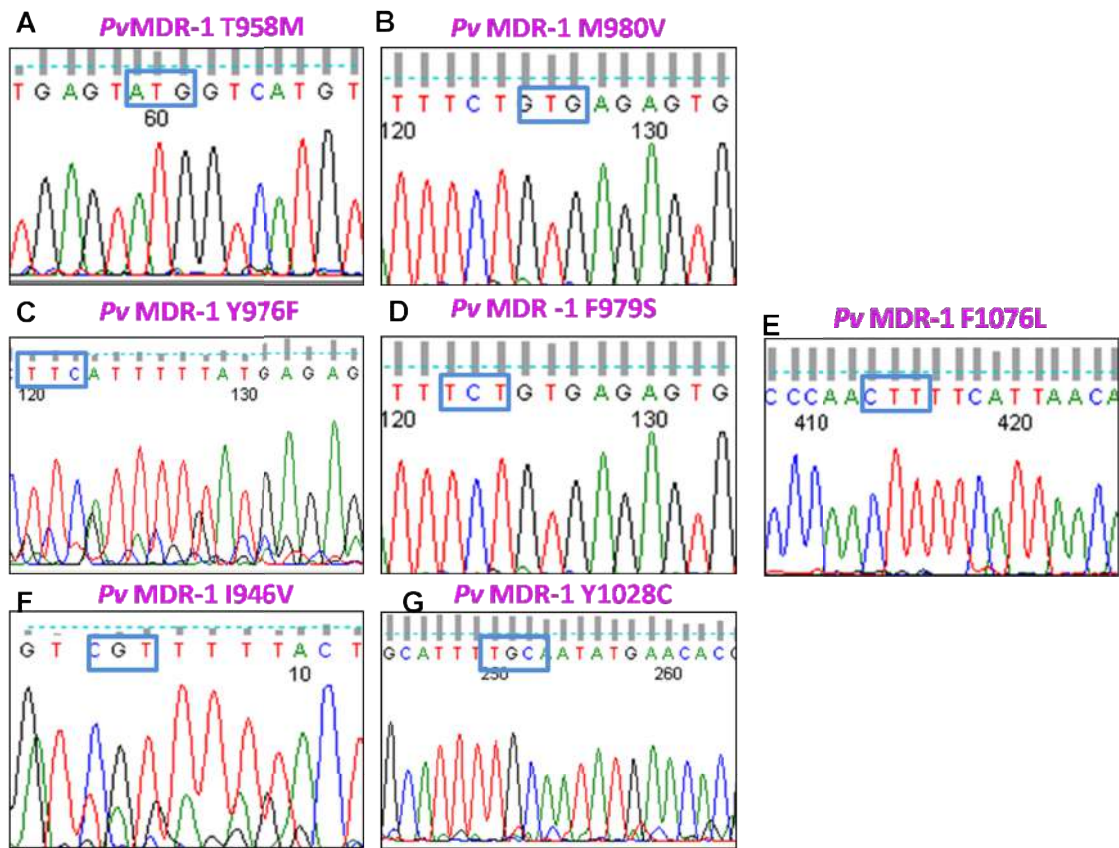 A PvMDR-1 T958M
T G A G T A T G G T C A T G T
60
B Pv MDR-1 M980V
T T T C T G T G A G A G T G
120 130
C Pv MDR-1 Y976F
C T T C A T T T T T A T G A G A G
120 130
D Pv MDR -1 F979S
T T T C T G T G A G A G T G
120 130
E Pv MDR-1 F1076L
C C C A A C T T T T C A T T A A C A
410 420
F Pv MDR-1 I946V
G T C G T T T T T A C T
10
G Pv MDR-1 Y1028C
G C A T T T T G C A A T A T G A A C A C
250 260